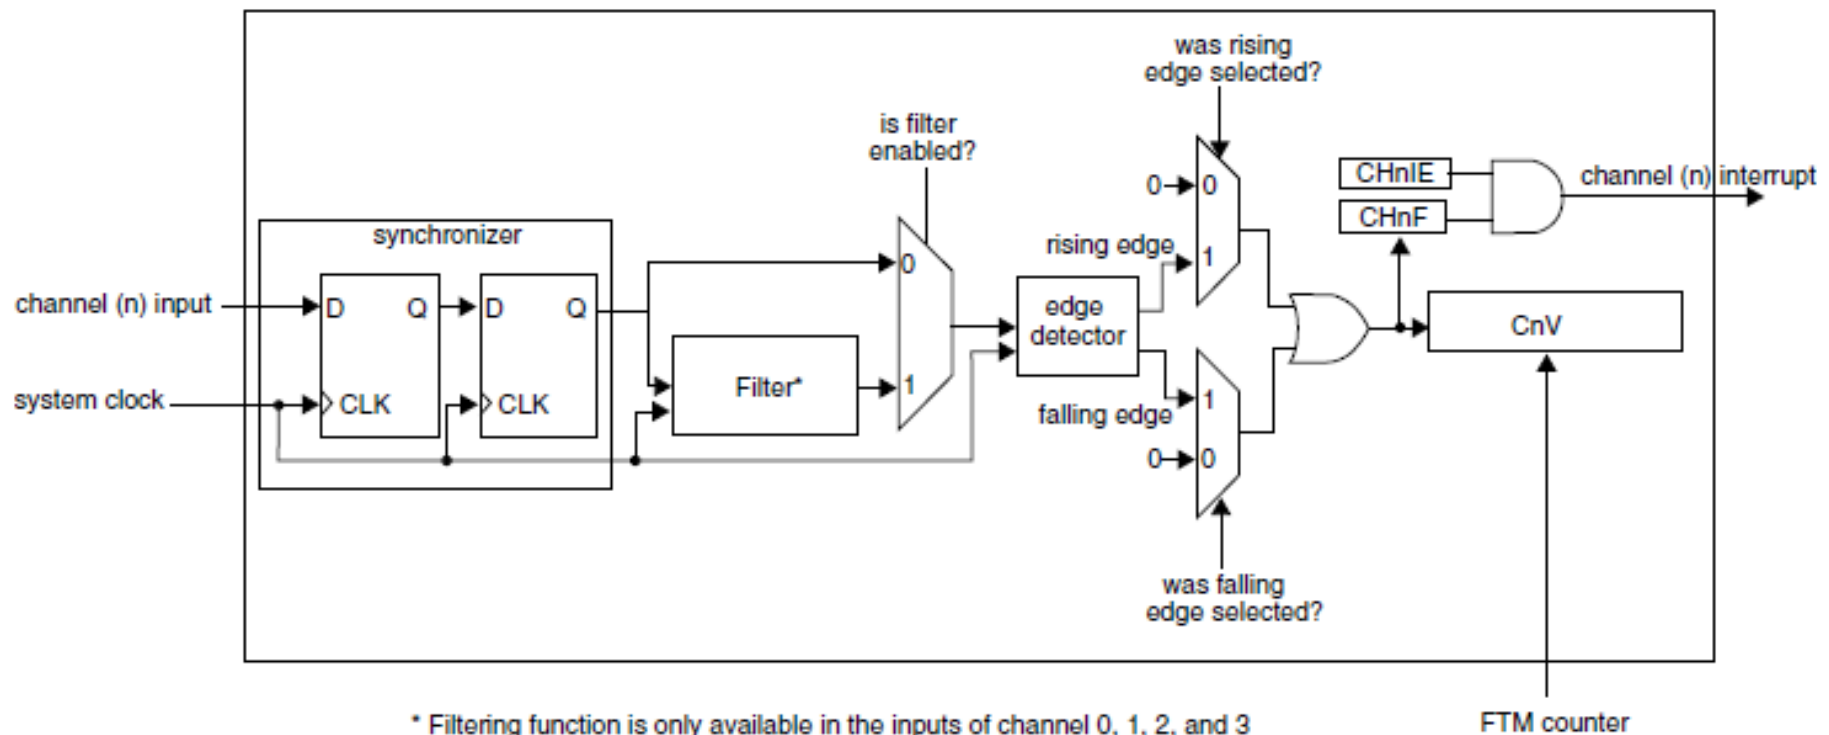 was rising
edge selected?
is filter
enabled?
CHnIE
channel (n) interrupt
0
0
CHnF
synchronizer
rising edge
1
0
channel (n) input
D
Q
D
Q
edge
detector
CnV
Filter*
1
system clock
CLK
CLK
1
falling edge
0
0
was falling
edge selected?
* Filtering function is only available in the inputs of channel 0, 1, 2, and 3
FTM counter